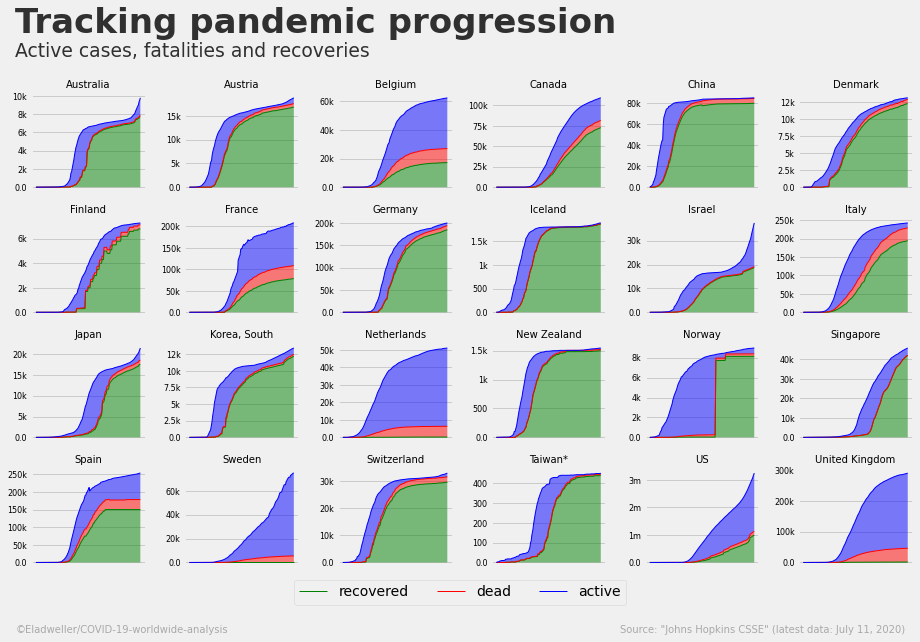 Tracking pandemic progression
Active cases, fatalities and recoveries
Australia Austria Belgium Canada China Denmark
10k
8k
6k
4k
2k
0.0
15k
10k
5k
0.0
60k
40k
20k
0.0
100k
75k
50k
25k
0.0
80k
60k
40k
20k
0.0
12k
10k
7.5k
5k
2.5k
0.0
Finland France Germany Iceland Israel Italy
6k
4k
2k
0.0
200k
150k
100k
50k
0.0
200k
150k
100k
50k
0.0
1.5k
1k
500
0.0
30k
20k
10k
0.0
250k
200k
150k
100k
50k
0.0
Japan Korea, South Netherlands New Zealand Norway Singapore
20k
15k
10k
5k
0.0
12k
10k
7.5k
5k
2.5k
0.0
50k
40k
30k
20k
10k
0.0
1.5k
1k
500
0.0
8k
6k
4k
2k
0.0
40k
30k
20k
10k
0.0
Spain Sweden Switzerland Taiwan* US United Kingdom
250k
200k
150k
100k
50k
0.0
60k
40k
20k
0.0
30k
20k
10k
0.0
400
300
200
100
0.0
3m
2m
1m
0.0
300k
200k
100k
0.0
recovered dead active
©Eladweller/COVID-19-worldwide-analysis
Source: "Johns Hopkins CSSE" (latest data: July 11, 2020)